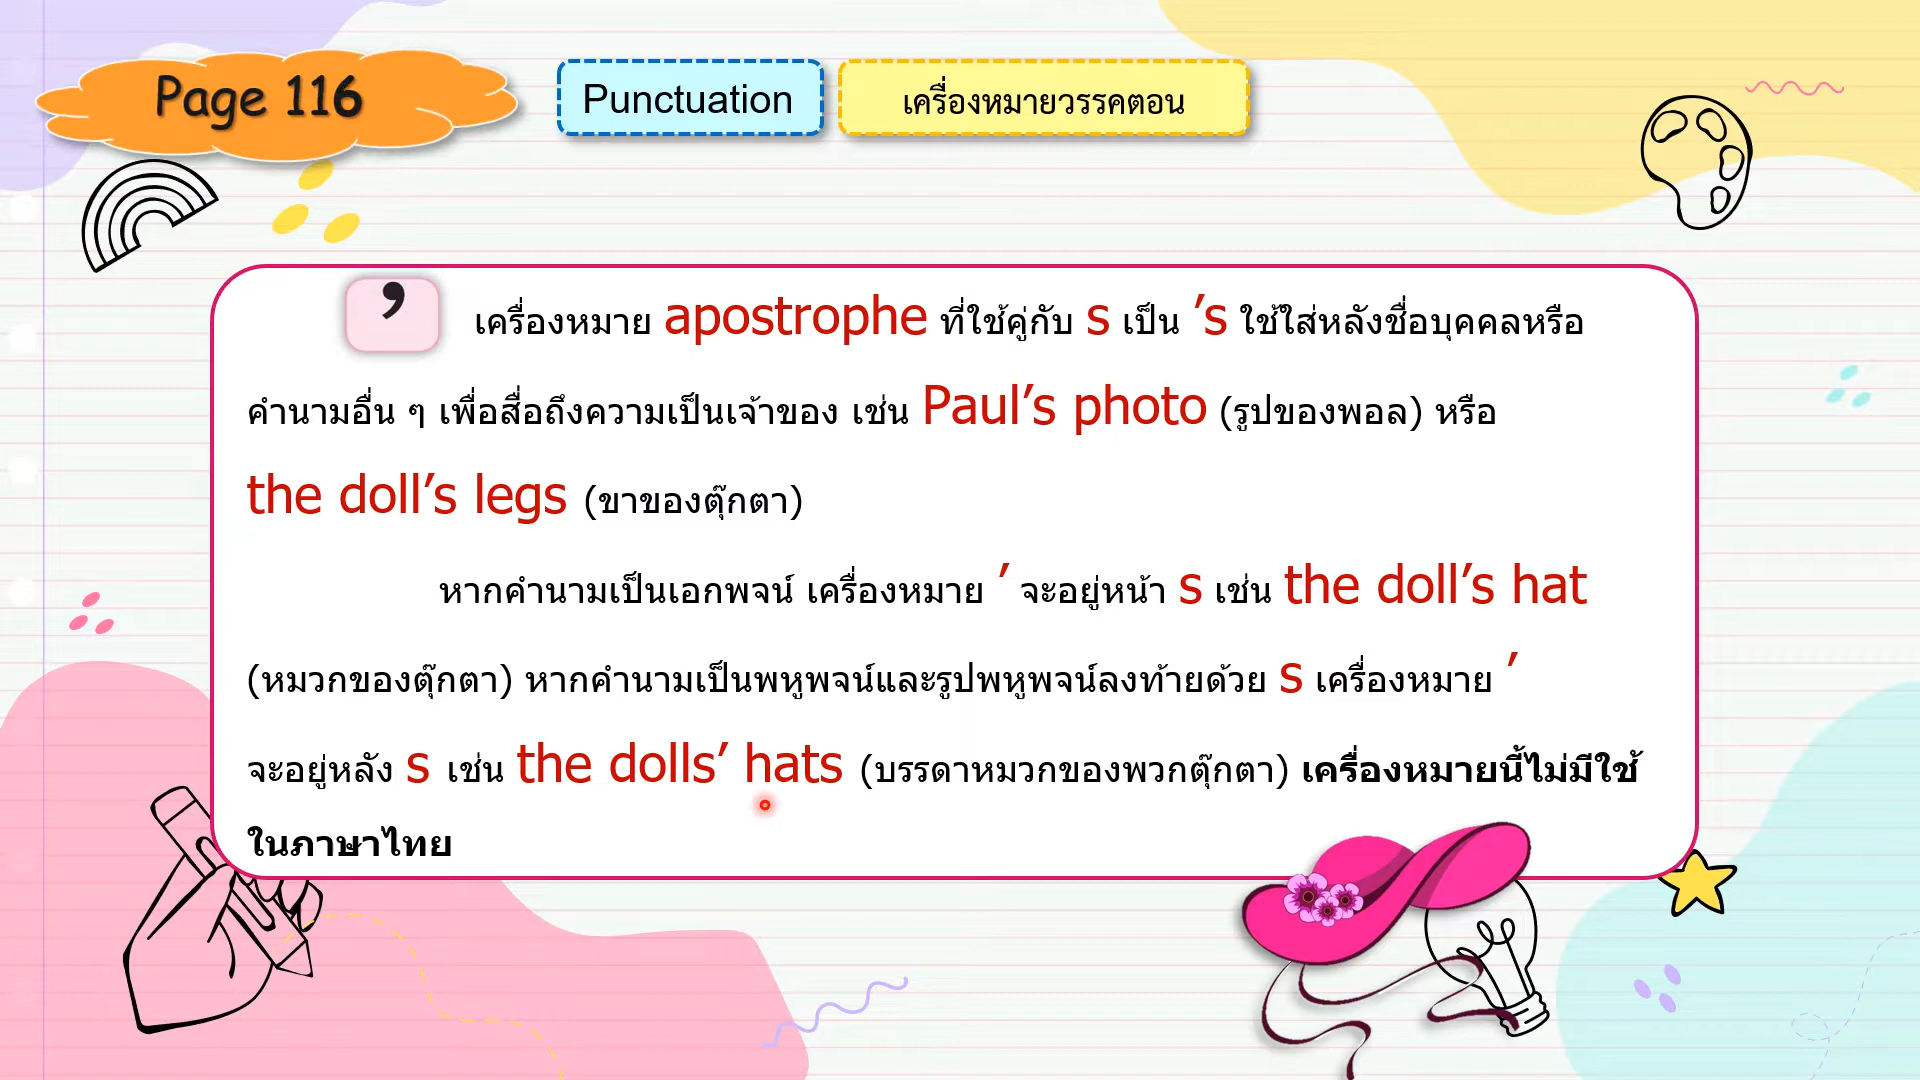 Page 116
Punctuation
เครื่องหมายวรรคตอน
’ เครื่องหมาย apostrophe ที่ใช้คู่กับ s เป็น ’s ใช้ใส่หลังชื่อบุคคลหรือ
คำนามอื่น ๆ เพื่อสื่อถึงความเป็นเจ้าของ เช่น Paul’s photo (รูปของพอล) หรือ
the doll’s legs (ขาของตุ๊กตา)
หากคำนามเป็นเอกพจน์ เครื่องหมาย ’ จะอยู่หน้า s เช่น the doll’s hat
(หมวกของตุ๊กตา) หากคำนามเป็นพหูพจน์และรูปพหูพจน์ลงท้ายด้วย s เครื่องหมาย ’
จะอยู่หลัง s เช่น the dolls’ hats (บรรดาหมวกของพวกตุ๊กตา) เครื่องหมายนี้ไม่มีใช้
ในภาษาไทย